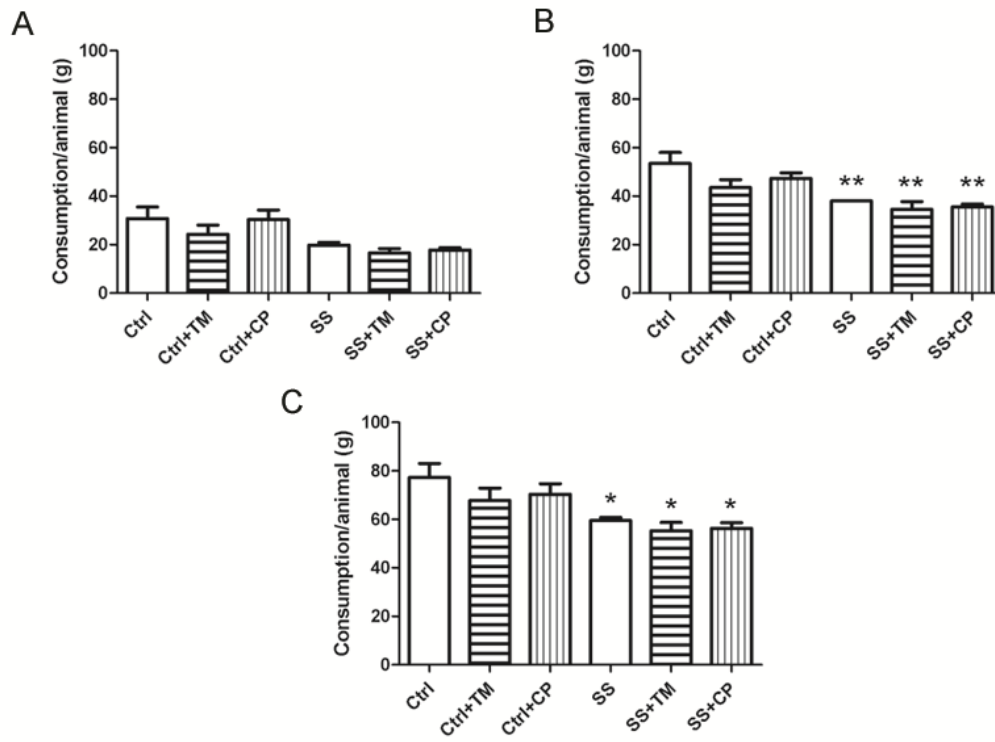 A
Consumption/animal (g)
100
80
60
40
20
0
Ctrl
Ctrl+TM
Ctrl+CP
SS
SS+TM
SS+CP
B
Consumption/animal (g)
100
80
60
40
20
0
**
**
**
Ctrl
Ctrl+TM
Ctrl+CP
SS
SS+TM
SS+CP
C
Consumption/animal (g)
100
80
60
40
20
0
*
*
*
Ctrl
Ctrl+TM
Ctrl+CP
SS
SS+TM
SS+CP